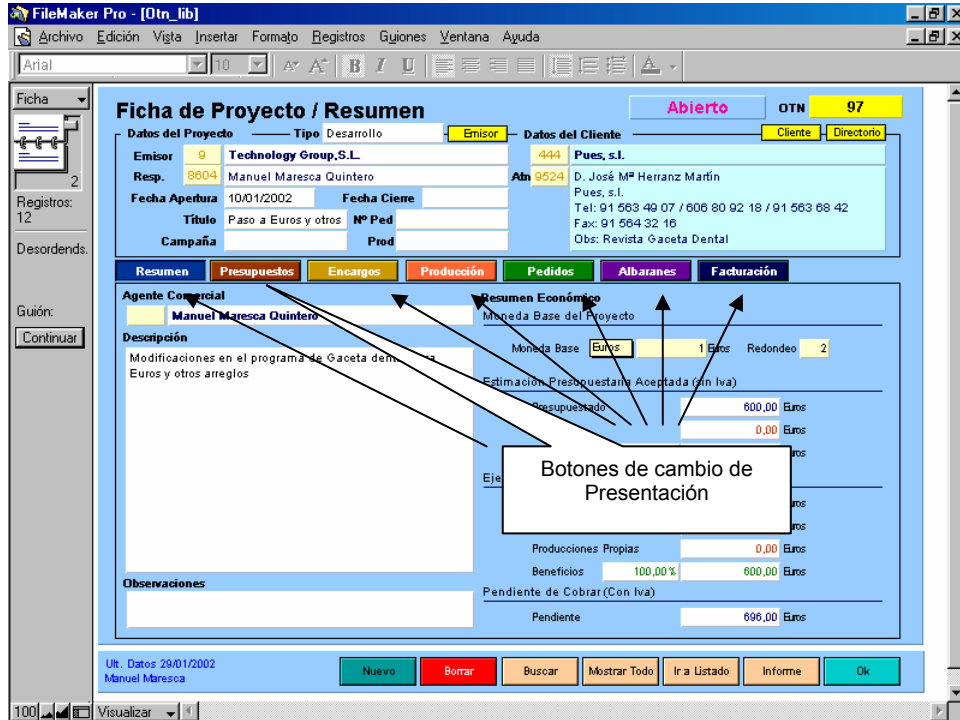 FileMaker Pro - [Otn_lib]
Archivo Edición Vista Insertar Formato Registros Guiones Ventana Ayuda
Arial 10 B I U
Ficha
2
Registros:
12
Desordends.
Guión:
Continuar
Ficha de Proyecto / Resumen Abierto OTN 97
Datos del Proyecto Tipo Desarrollo Emisor Datos del Cliente Cliente Directorio
Emisor 9 Technology Group,S.L. 444 Pues, s.l.
Resp. 8604 Manuel Maresca Quintero Atn 9524 D. José Mª Herranz Martín
Pues, s.l.
Fecha Apertura 10/01/2002 Fecha Cierre Tel: 91 563 49 07 / 606 80 92 18 / 91 563 68 42
Título Paso a Euros y otros Nº Ped Fax: 91 564 32 16
Campaña Prod Obs: Revista Gaceta Dental
Resumen Presupuestos Encargos Producción Pedidos Albaranes Facturación
Agente Comercial Resumen Económico
Manuel Maresca Quintero Moneda Base del Proyecto
Descripción Moneda Base Euros 1 Euros Redondeo 2
Modificaciones en el programa de Gaceta
Euros y otros arreglos
Estimación Presupuestaria Aceptada (sin Iva)
Presupuestado 600,00 Euros
0,00 Euros
Botones de cambio de
Presentación
Producciones Propias 0,00 Euros
Beneficios 100,00% 600,00 Euros
Observaciones
Pendiente de Cobrar(Con Iva)
Pendiente 696,00 Euros
Ult. Datos 29/01/2002
Manuel Maresca
Nuevo Borrar Buscar Mostrar Todo Ir a Listado Informe Ok
100 Visualizar